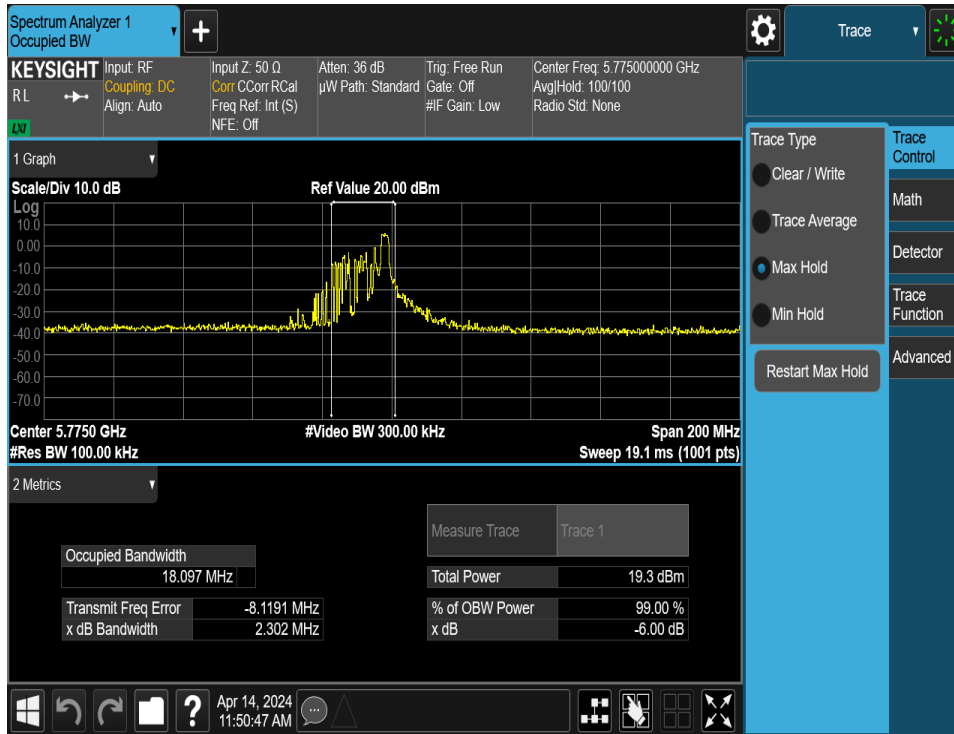 Spectrum Analyzer 1
Occupied BW
+
Trace
KEYSIGHT
R L
LXI
Input: RF
Coupling: DC
Align: Auto
Input Z: 50 Ω
Corr CCorr RCal
Freq Ref: Int (S)
NFE: Off
Atten: 36 dB
µW Path: Standard
Trig: Free Run
Gate: Off
#IF Gain: Low
Center Freq: 5.775000000 GHz
Avg|Hold: 100/100
Radio Std: None
1 Graph
Scale/Div 10.0 dB
Ref Value 20.00 dBm
Log
10.0
0.00
-10.0
-20.0
-30.0
-40.0
-50.0
-60.0
-70.0
Center 5.7750 GHz
#Video BW 300.00 kHz
Span 200 MHz
#Res BW 100.00 kHz
Sweep 19.1 ms (1001 pts)
2 Metrics
Measure Trace
Trace 1
Occupied Bandwidth
18.097 MHz
Total Power
19.3 dBm
Transmit Freq Error
-8.1191 MHz
% of OBW Power
99.00 %
x dB Bandwidth
2.302 MHz
x dB
-6.00 dB
Trace Type
Clear / Write
Trace Average
Max Hold
Min Hold
Restart Max Hold
Trace
Control
Math
Detector
Trace
Function
Advanced
?
Apr 14, 2024
11:50:47 AM